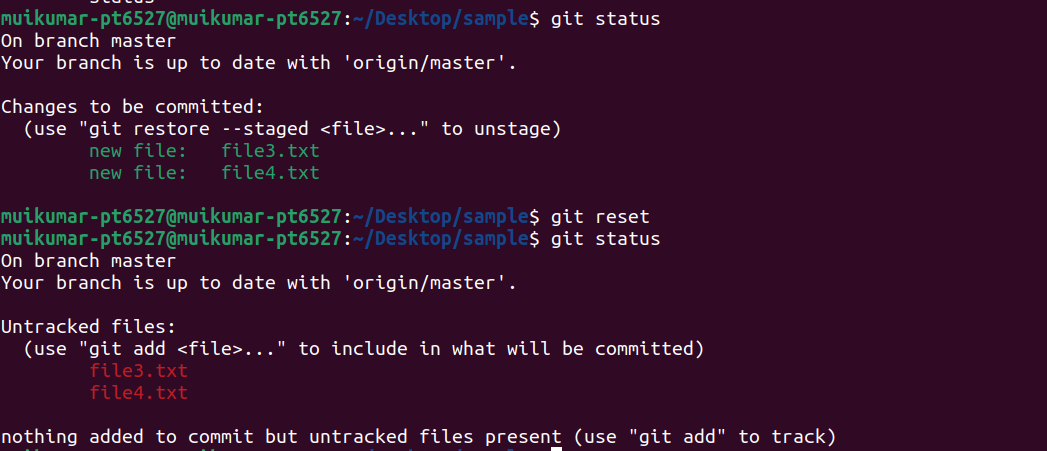 status
muikumar-pt6527@muikumar-pt6527:~/Desktop/sample$ git status
On branch master
Your branch is up to date with 'origin/master'.
Changes to be committed:
(use "git restore --staged <file>..." to unstage)
new file:   file3.txt
new file:   file4.txt
muikumar-pt6527@muikumar-pt6527:~/Desktop/sample$ git reset
muikumar-pt6527@muikumar-pt6527:~/Desktop/sample$ git status
On branch master
Your branch is up to date with 'origin/master'.
Untracked files:
(use "git add <file>..." to include in what will be committed)
file3.txt
file4.txt
nothing added to commit but untracked files present (use "git add" to track)